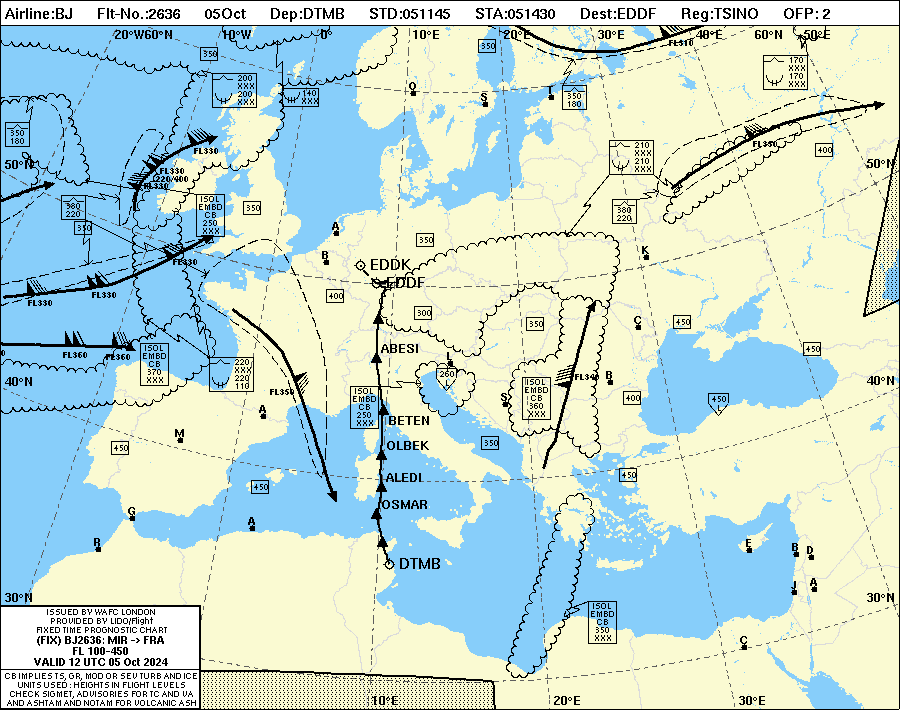 Airline:BJ Flt-No.:2636 05Oct Dep:DTMB STD:051145 STA:051430 Dest:EDDF Reg:TSINO OFP: 2
20°W60°N 10°W 0° 10°E 20°E 30°E 40°E 60°N 50°E
FL310
350
350
200
XXX
200
XXX
140
XXX
170
XXX
170
XXX
O
S
T
350
180
350
180
FL330
FL350
210
XXX
210
XXX
400
50°N
50°N
FL330
220/400
FL330
380
220
350
ISOL
EMBD
CB
250
XXX
350
380
220
A
350
K
B
FL330
EDDK
EDDF
FL330
FL330
400
300
350
C
450
FL360
FL360
ABESI
L
450
ISOL
EMBD
CB
370
XXX
220
XXX
220
110
FL350
260
ISOL
EMBD
CB
360
XXX
FL340
B
40°N
40°N
ISOL
EMBD
CB
250
XXX
S
400
450
A
BETEN
M
450
OLBEK
350
450
ALEDI
450
OSMAR
G
A
R
E
B
D
DTMB
J
A
30°N
30°N
ISOL
EMBD
CB
350
XXX
C
ISSUED BY WAFC LONDON
PROVIDED BY LIDO/Flight
FIXED TIME PROGNOSTIC CHART
(FIX) BJ2636: MIR -> FRA
FL 100-450
VALID 12 UTC 05 Oct 2024
CB IMPLIES TS, GR, MOD OR SEV TURB AND ICE
UNITS USED : HEIGHTS IN FLIGHT LEVELS
CHECK SIGMET, ADVISORIES FOR TC AND VA
AND ASHTAM AND NOTAM FOR VOLCANIC ASH
10°E 20°E 30°E